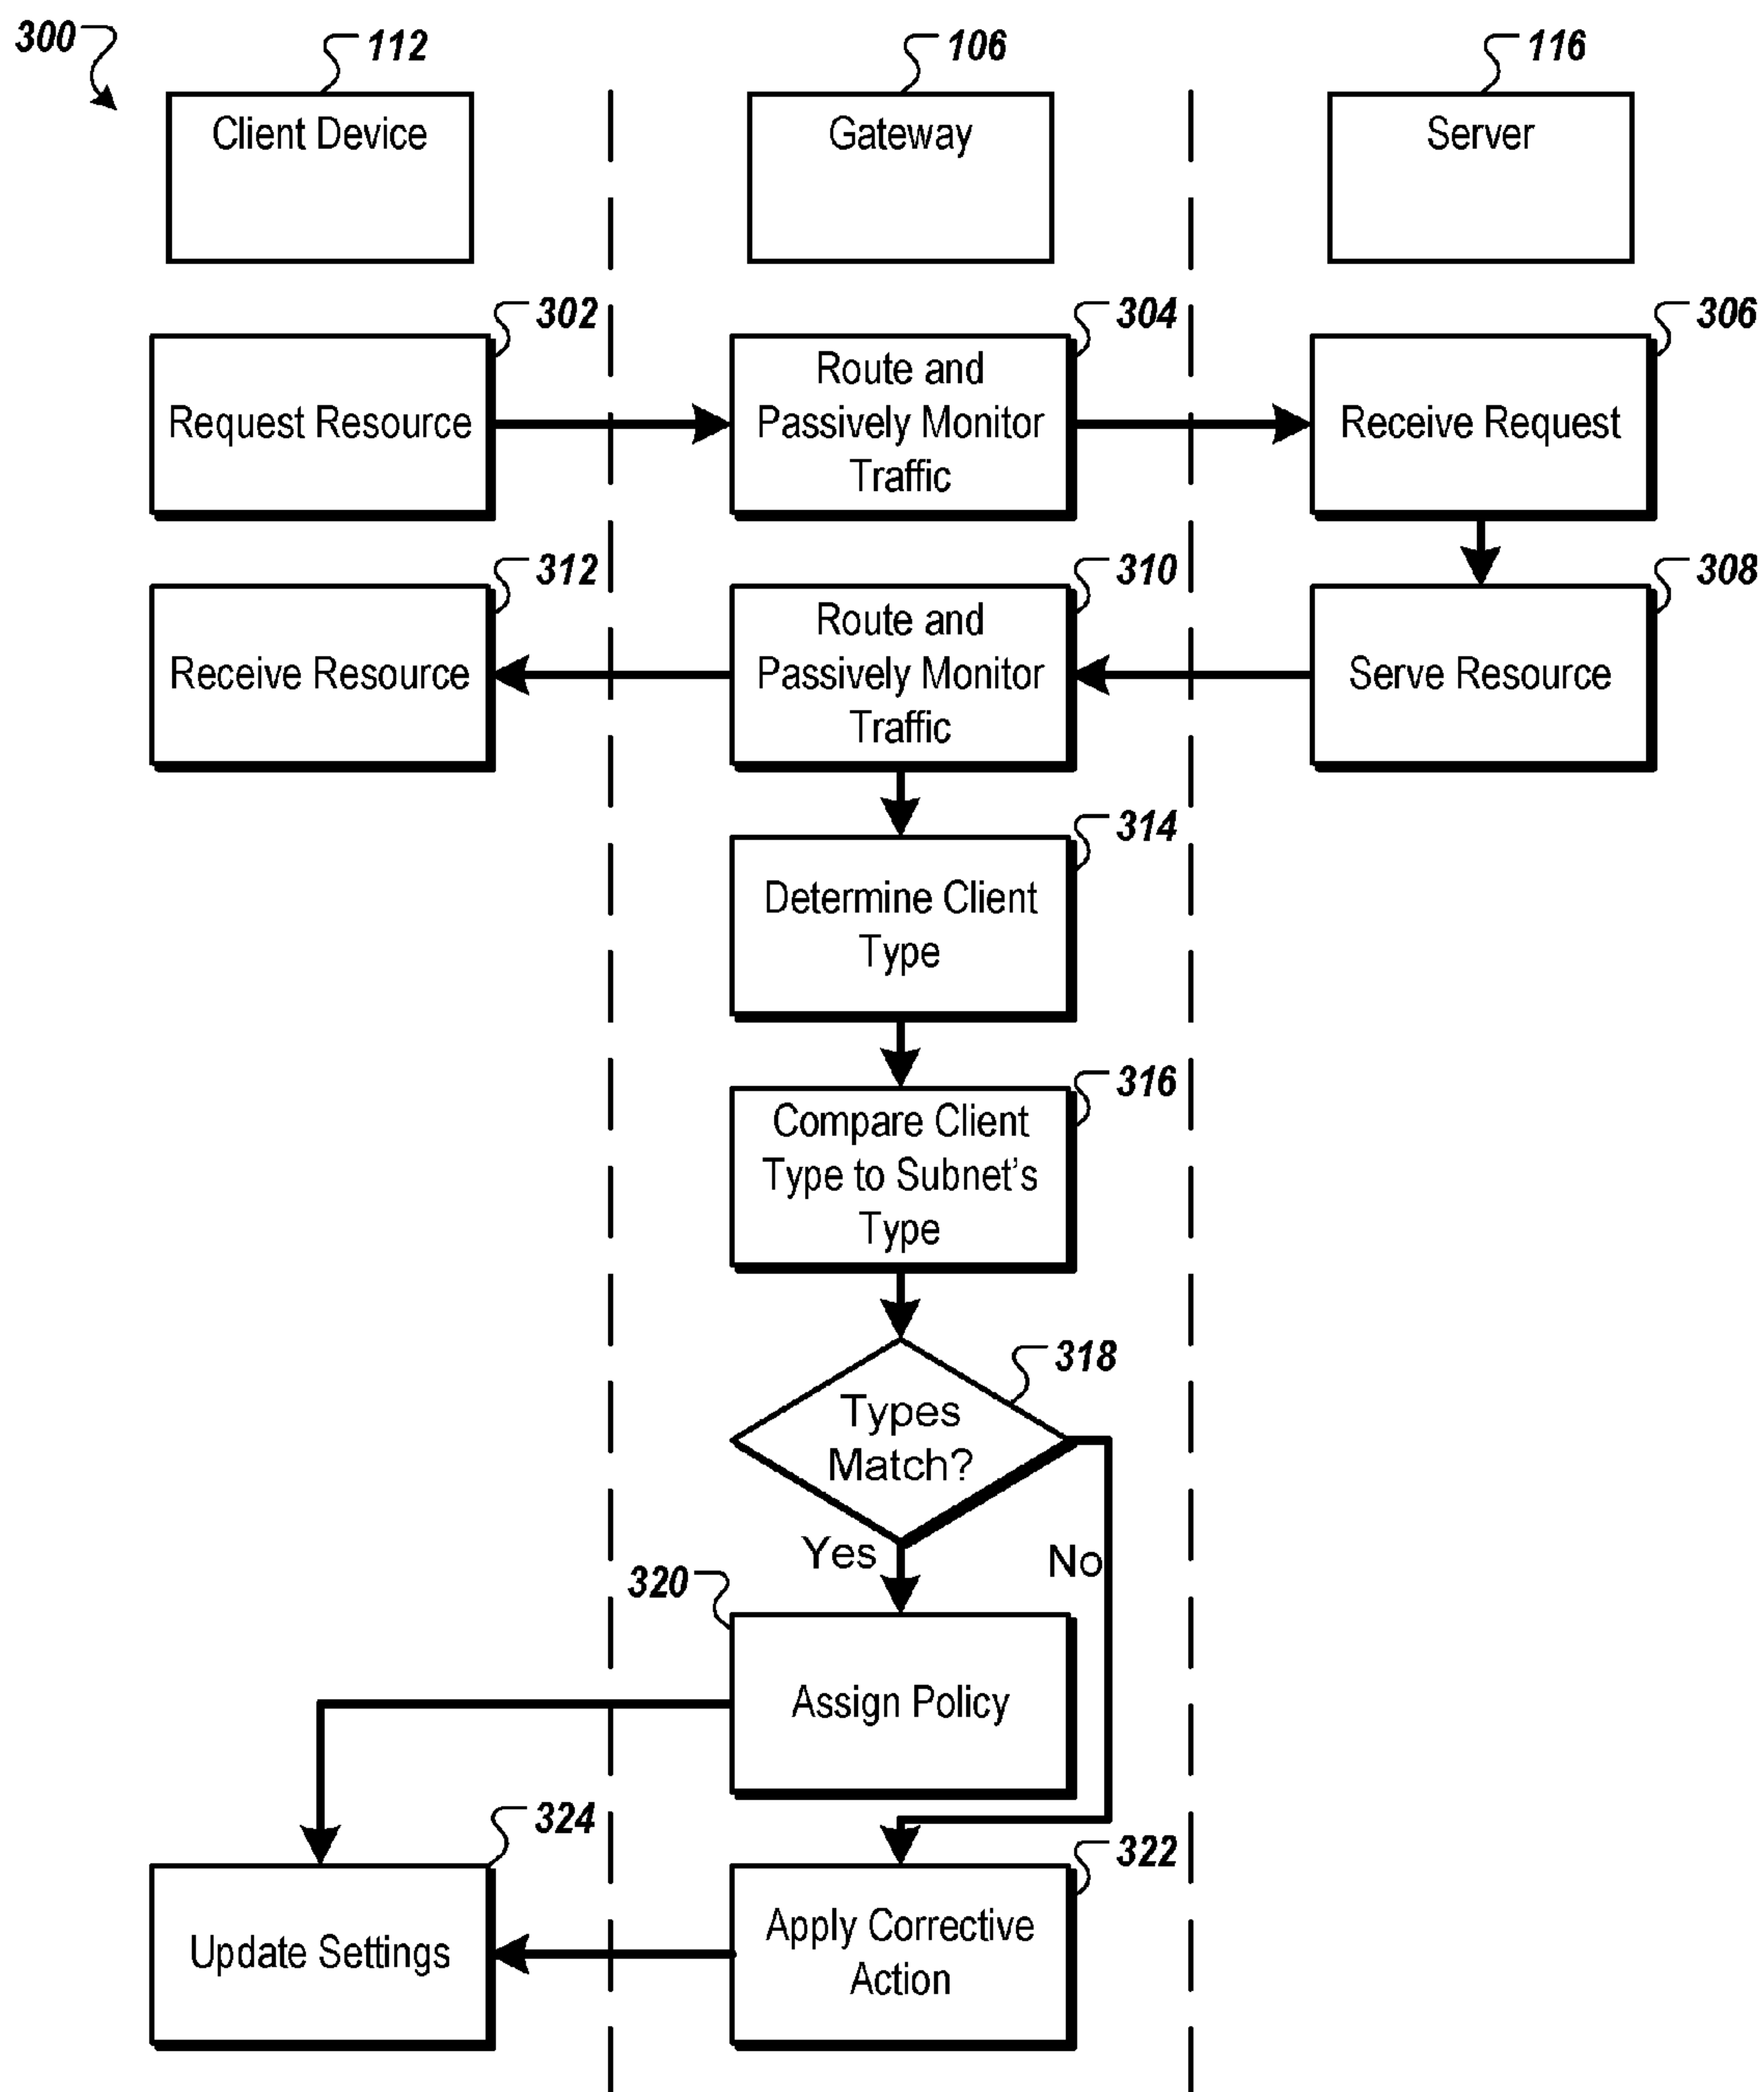 300
112
106
116
Client Device
Gateway
Server
302
304
306
Request Resource
Route and
Passively Monitor
Traffic
Receive Request
312
310
308
Receive Resource
Route and
Passively Monitor
Traffic
Serve Resource
314
Determine Client
Type
316
Compare Client
Type to Subnet's
Type
318
Types
Match?
Yes
No
320
Assign Policy
324
322
Update Settings
Apply Corrective
Action